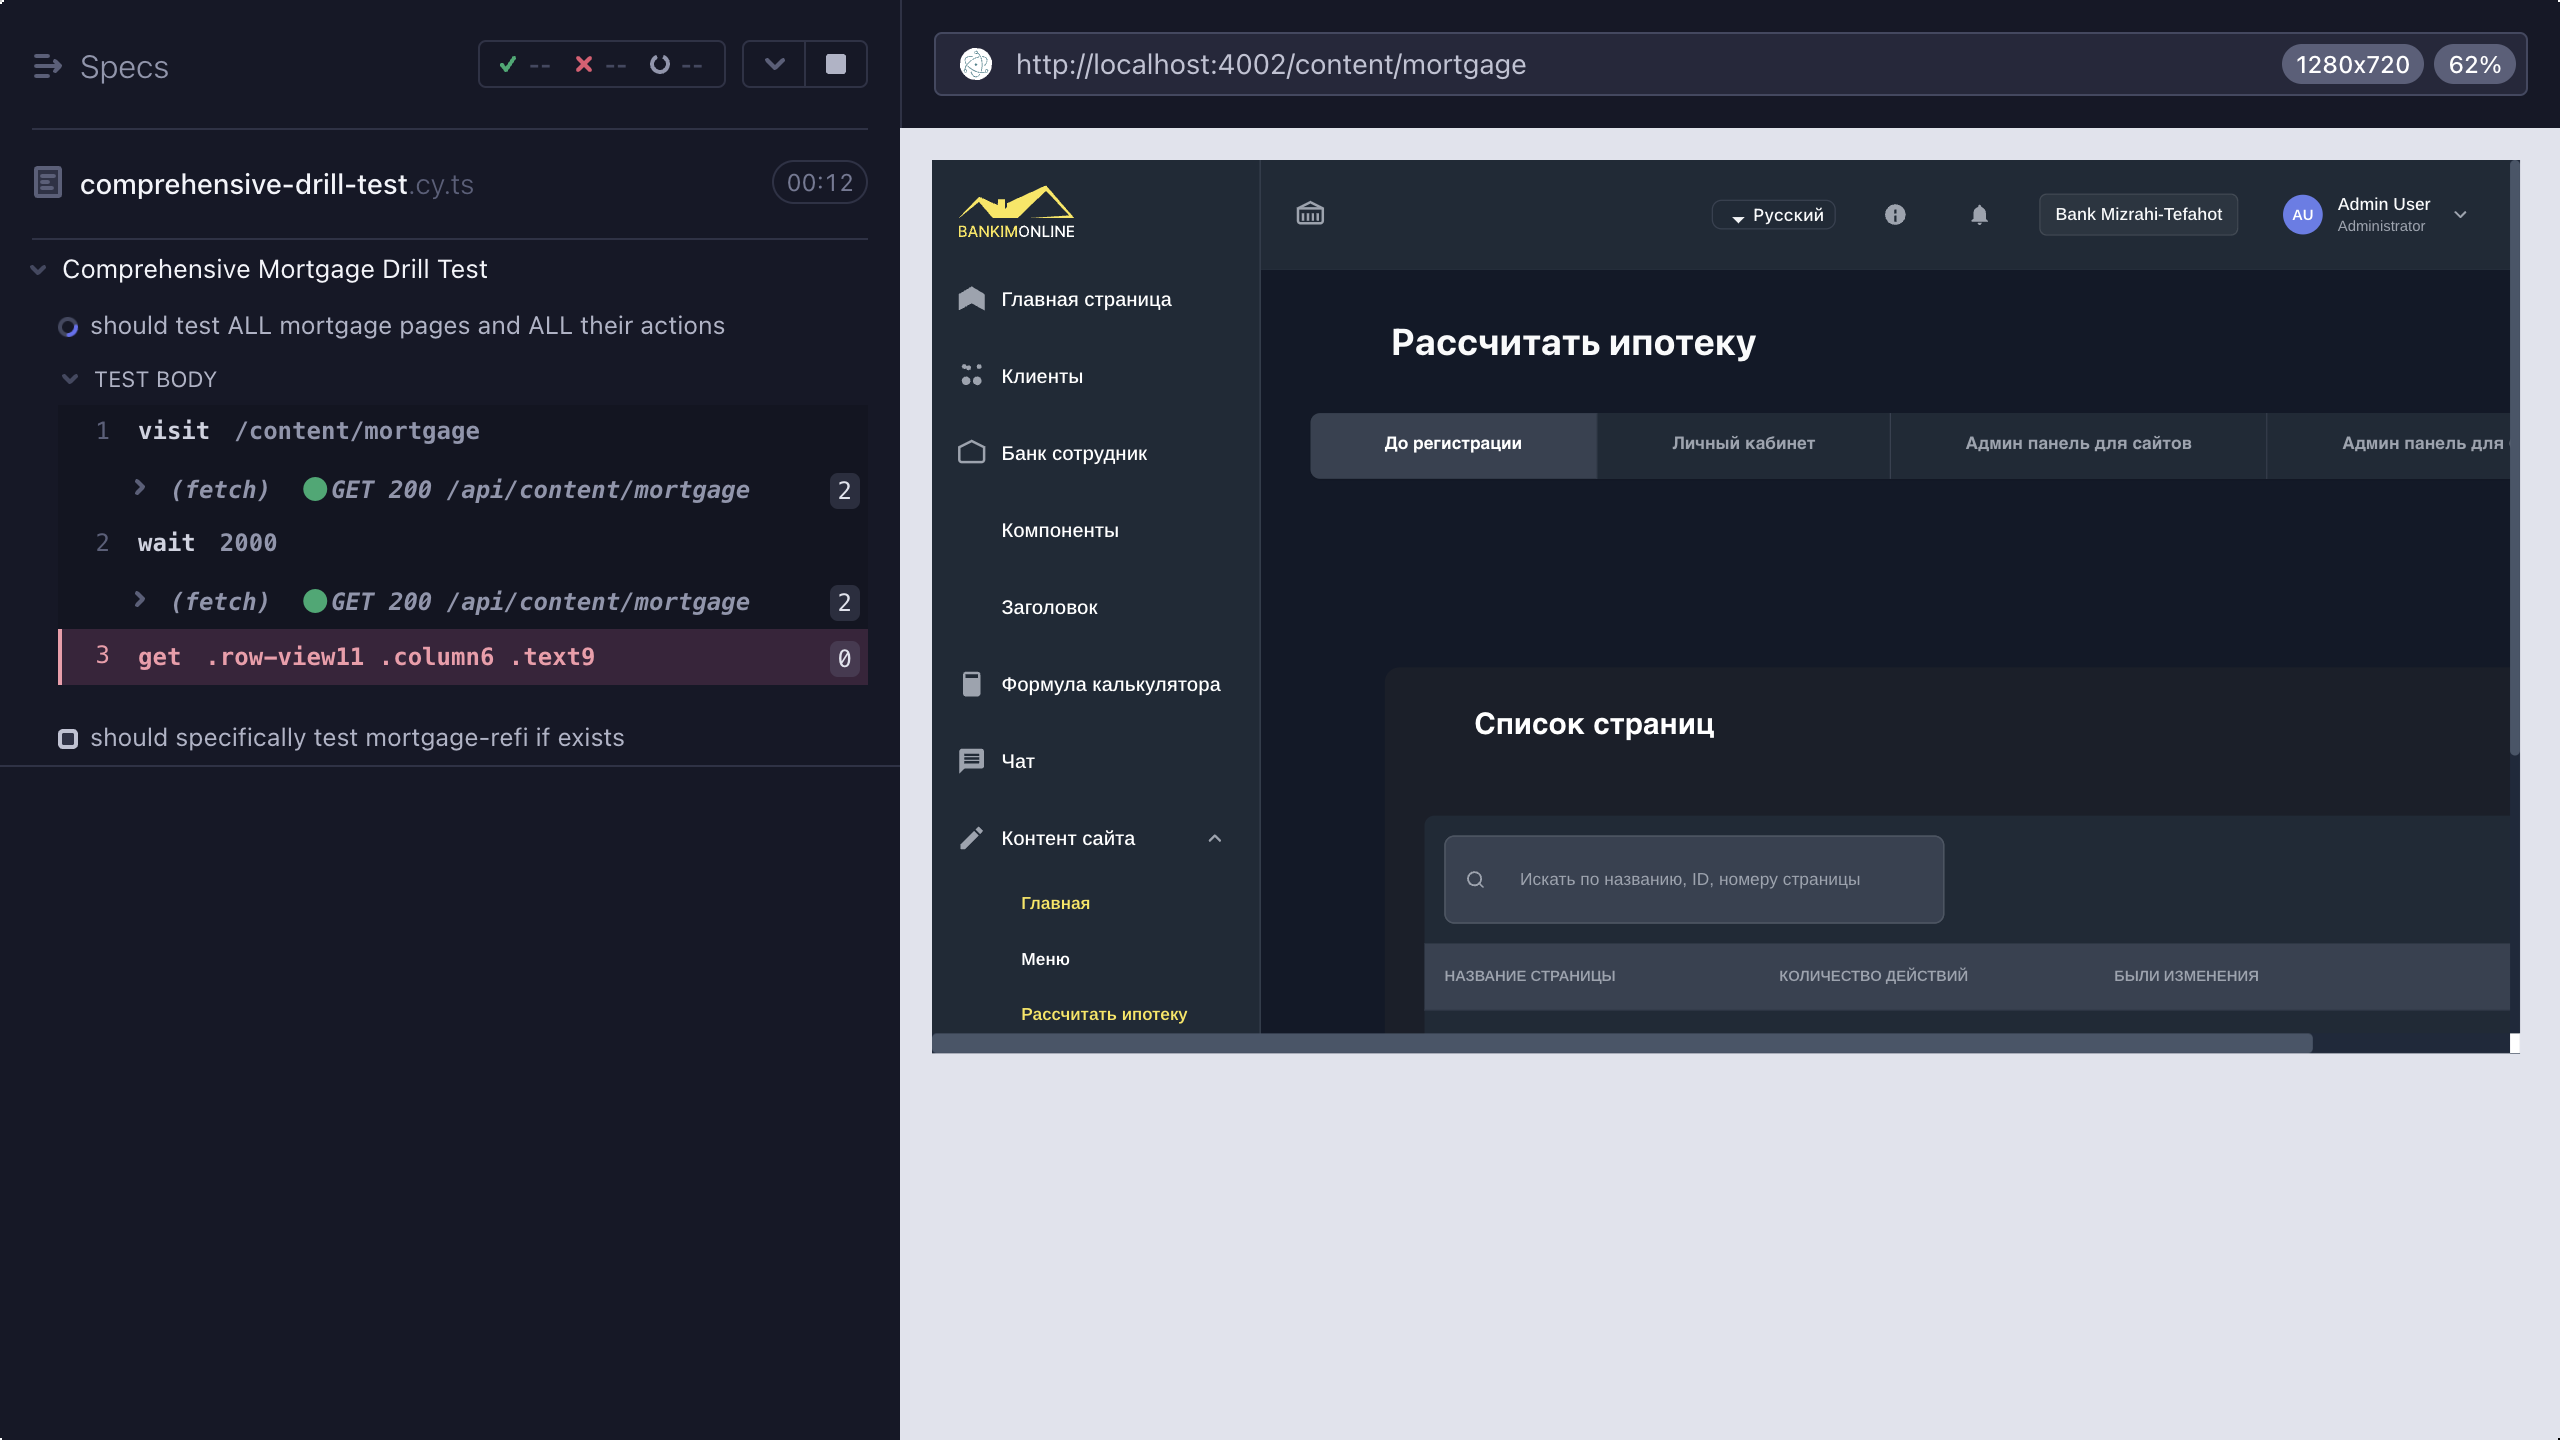 Specs
-- -- --
comprehensive-drill-test.cy.ts
00:12
Comprehensive Mortgage Drill Test
should test ALL mortgage pages and ALL their actions
TEST BODY
1 visit /content/mortgage
(fetch) GET 200 /api/content/mortgage 2
2 wait 2000
(fetch) GET 200 /api/content/mortgage 2
3 get .row-view11 .column6 .text9 0
should specifically test mortgage-refi if exists
http://localhost:4002/content/mortgage
1280x720 62%
BANKIMONLINE
Главная страница
Клиенты
Банк сотрудник
Компоненты
Заголовок
Формула калькулятора
Чат
Контент сайта
Главная
Меню
Рассчитать ипотеку
Русский
Bank Mizrahi-Tefahot
AU
Admin User
Administrator
Рассчитать ипотеку
До регистрации
Личный кабинет
Админ панель для сайтов
Админ панель для
Список страниц
Искать по названию, ID, номеру страницы
НАЗВАНИЕ СТРАНИЦЫ
КОЛИЧЕСТВО ДЕЙСТВИЙ
БЫЛИ ИЗМЕНЕНИЯ